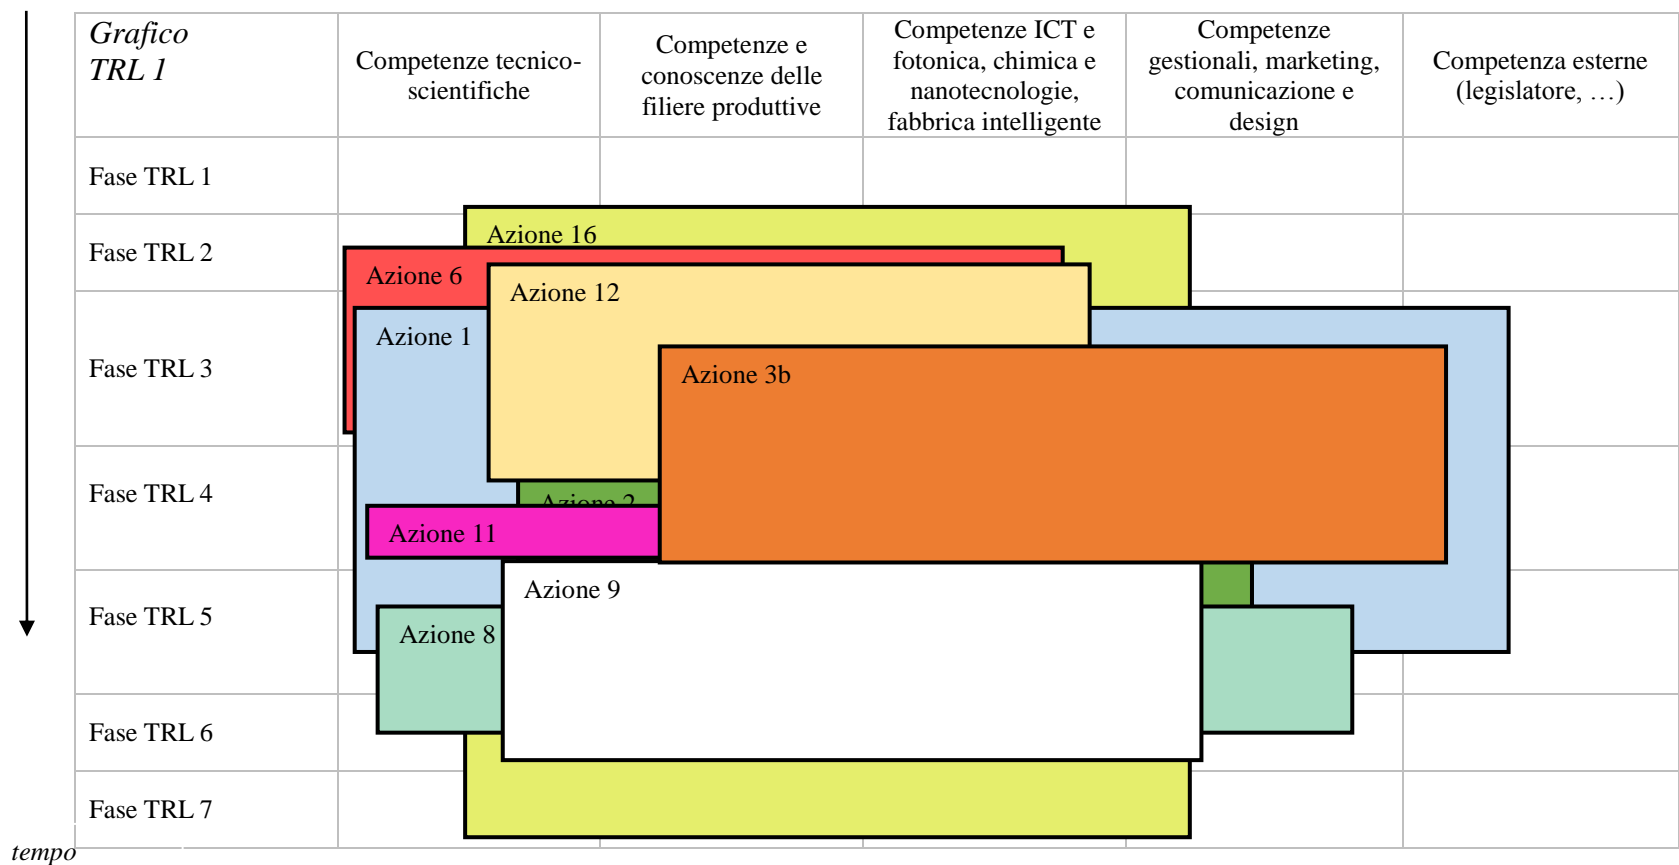 Grafico
TRL 1
Competenze tecnico-
scientifiche
Competenze e
conoscenze delle
filiere produttive
Competenze ICT e
fotonica, chimica e
nanotecnologie,
fabbrica intelligente
Competenze
gestionali, marketing,
comunicazione e
design
Competenza esterne
(legislatore, …)
Fase TRL 1
Fase TRL 2
Azione 16
Azione 6
Azione 12
Fase TRL 3
Azione 1
Azione 3b
Fase TRL 4
Azione 2
Azione 11
Fase TRL 5
Azione 9
Azione 8
Fase TRL 6
Fase TRL 7
tempo